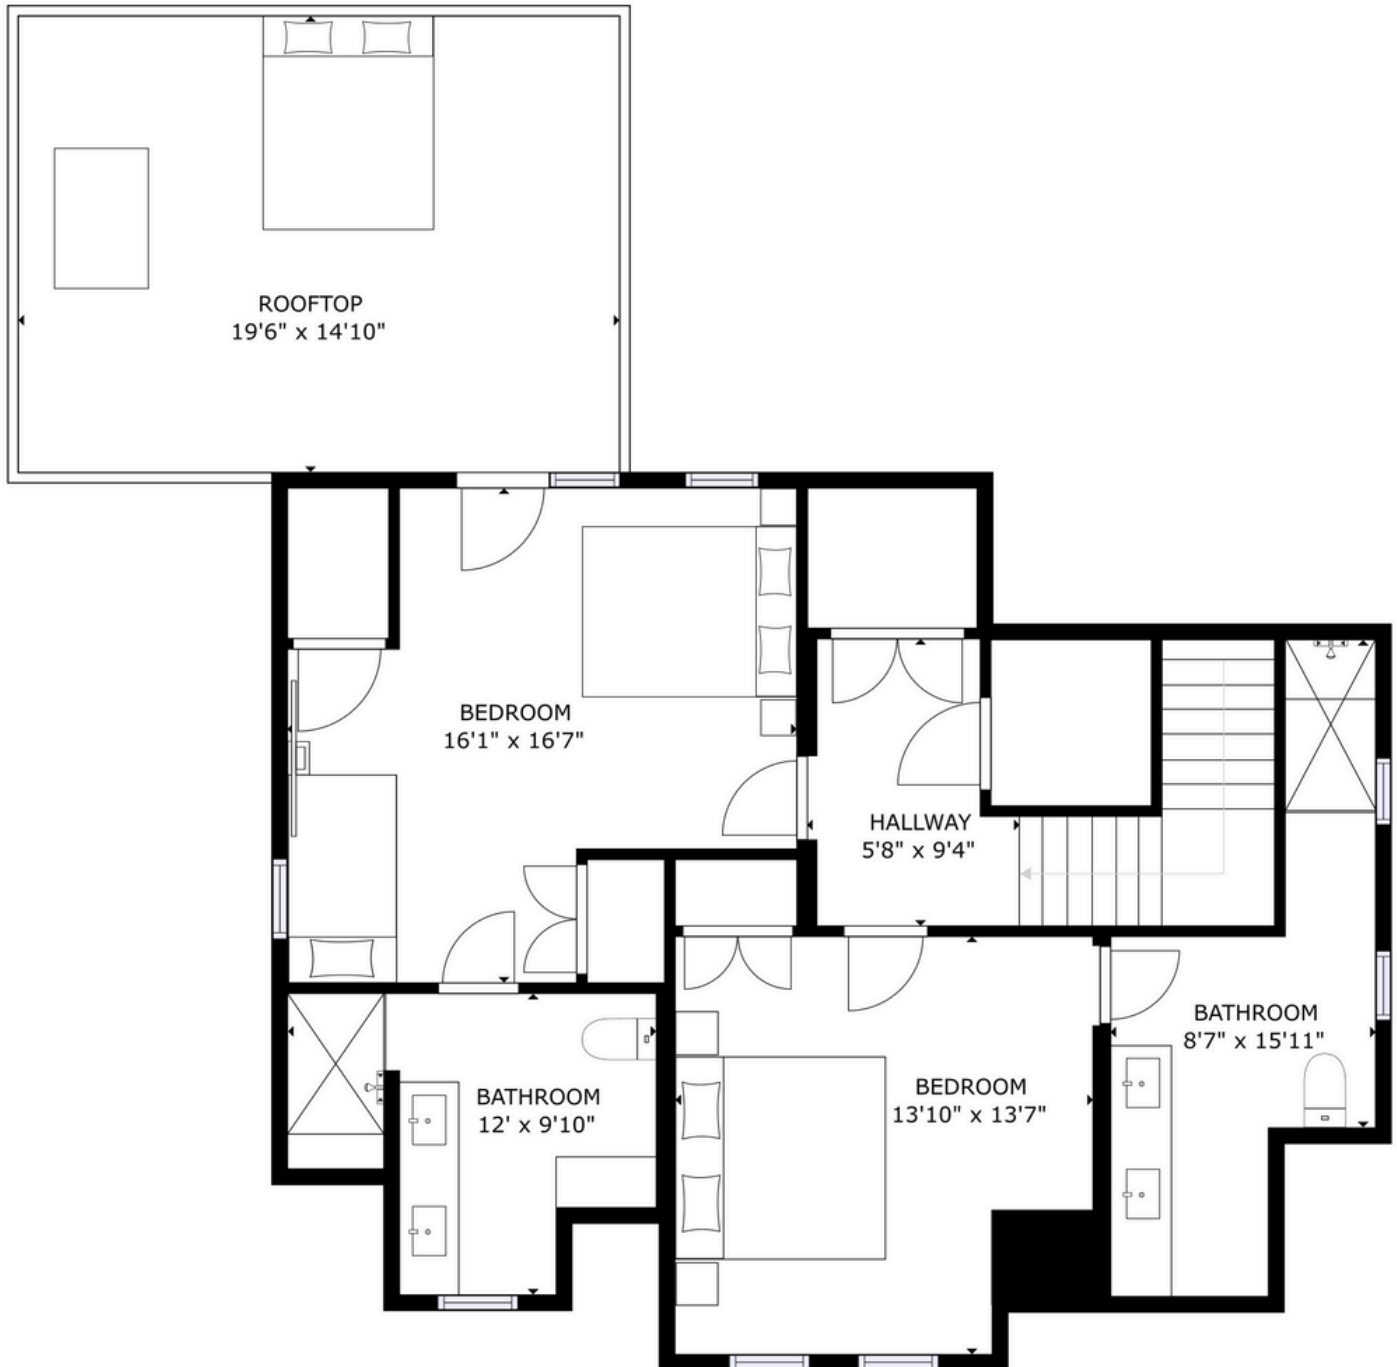 ROOFTOP
19'6" x 14'10"
BEDROOM
16'1" x 16'7"
HALLWAY
5'8" x 9'4"
BATHROOM
8'7" x 15'11"
BEDROOM
13'10" x 13'7"
BATHROOM
12' x 9'10"